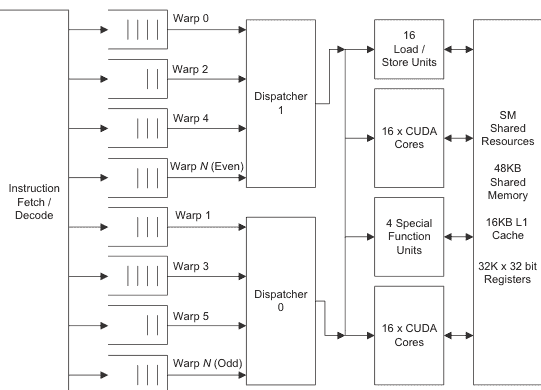 Instruction
Fetch /
Decode
Warp 0
Warp 2
Warp 4
Warp N (Even)
Warp 1
Warp 3
Warp 5
Warp N (Odd)
Dispatcher
1
Dispatcher
0
16
Load /
Store Units
16 x CUDA
Cores
4 Special
Function
Units
16 x CUDA
Cores
SM
Shared
Resources
48KB
Shared
Memory
16KB L1
Cache
32K x 32 bit
Registers